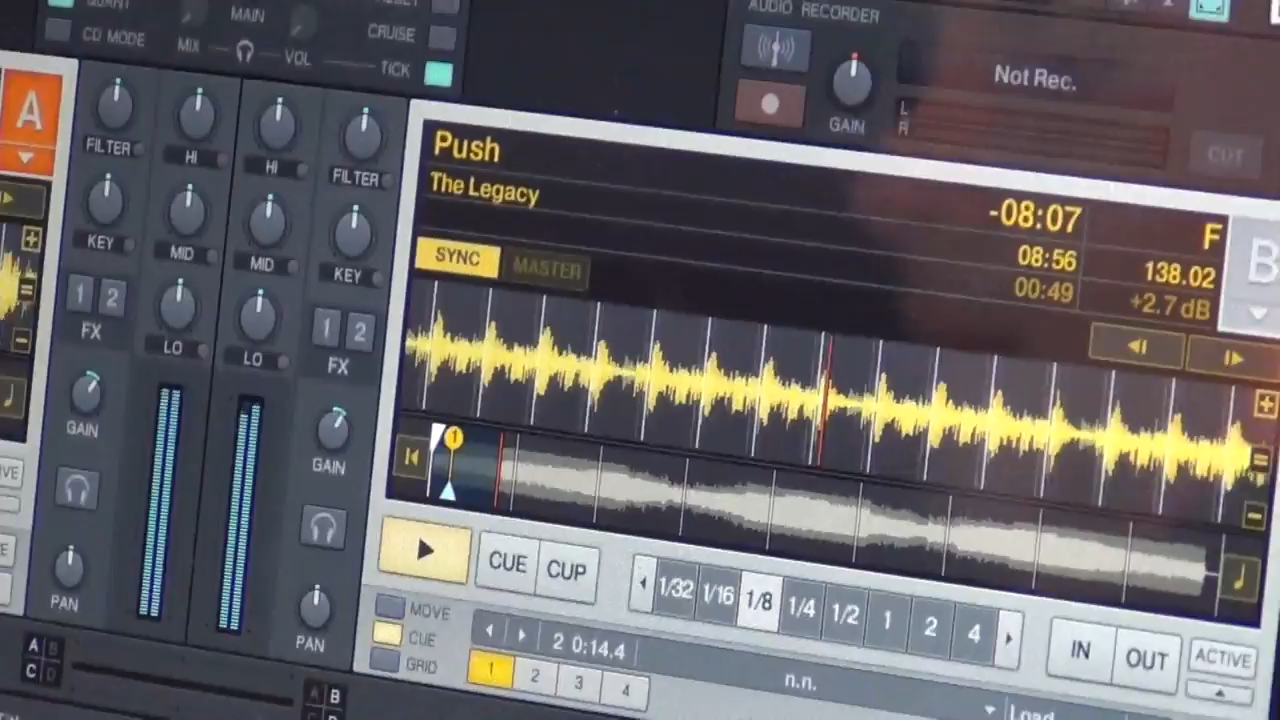 MAIN
CD MODE
MIX
VOL
CRUISE
TICK
AUDIO RECORDER
GAIN
L
R
Not Rec.
CUT
A
FILTER
HI
HI
FILTER
KEY
MID
MID
KEY
1 2
FX
LO
LO
1 2
FX
GAIN
GAIN
PAN
PAN
Push
The Legacy
-08:07
F
B
08:56
138.02
00:49
+2.7 dB
SYNC
MASTER
1
CUE
CUP
1/32 1/16 1/8 1/4 1/2 1 2 4
IN
OUT
ACTIVE
MOVE
CUE
GRID
2 0:14.4
n.n.
1 2 3 4
Load
A B
C D
A B